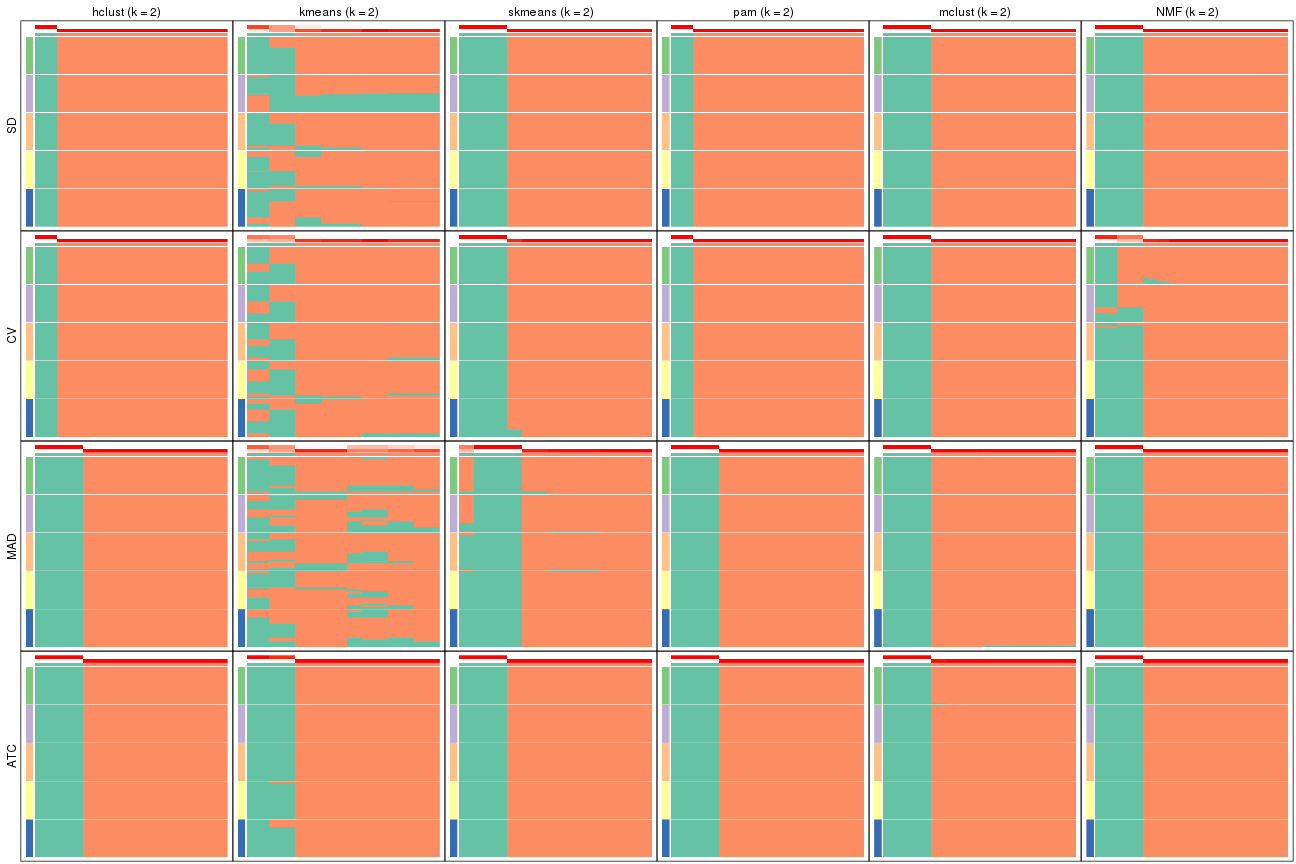 hclust (k = 2)
kmeans (k = 2)
skmeans (k = 2)
pam (k = 2)
mclust (k = 2)
NMF (k = 2)
SD
CV
MAD
ATC